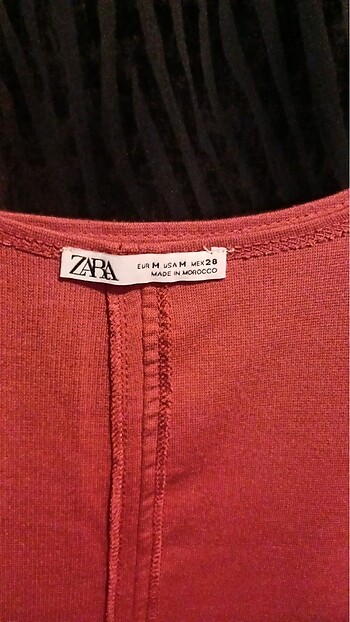 ZARA
EUR M USA M MEX 28
MADE IN MOROCCO